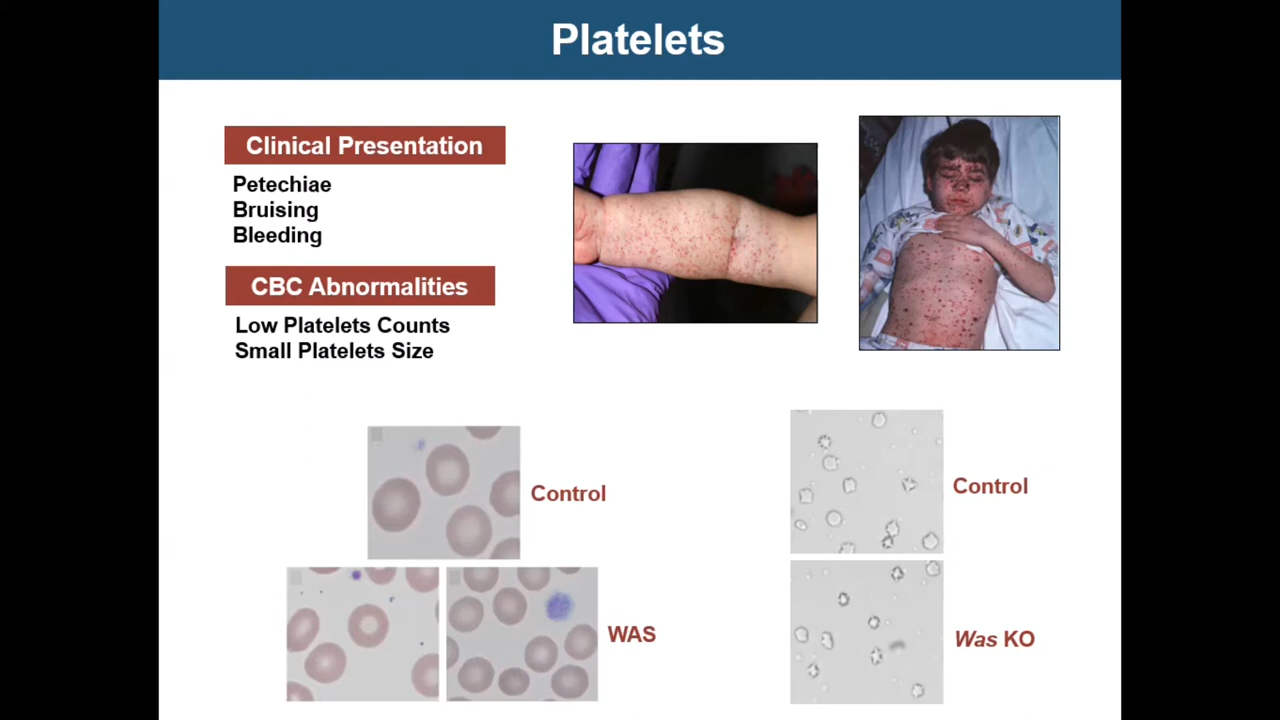 Platelets
Clinical Presentation
Petechiae
Bruising
Bleeding
CBC Abnormalities
Low Platelets Counts
Small Platelets Size
Control
WAS
Control
Was KO